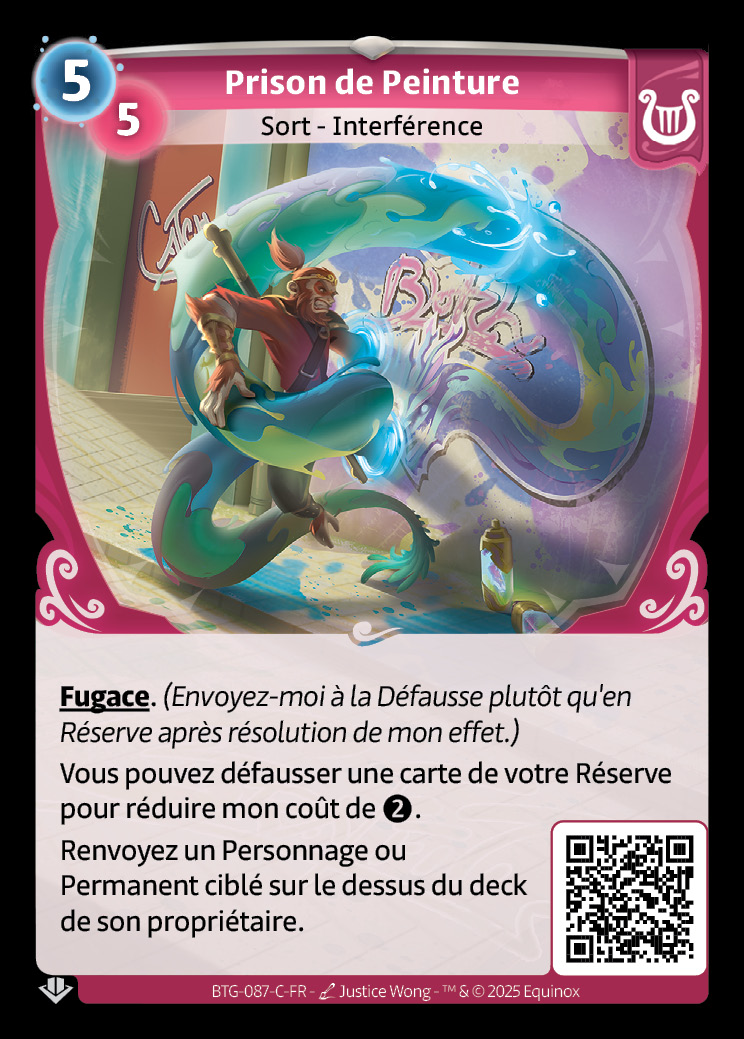 5
Prison de Peinture
5
Sort - Interférence
Catch
Blotch
Fugace. (Envoyez-moi à la Défausse plutôt qu'en
Réserve après résolution de mon effet.)
Vous pouvez défausser une carte de votre Réserve
pour réduire mon coût de 2.
Renvoyez un Personnage ou
Permanent ciblé sur le dessus du deck
de son propriétaire.
BTG-087-C-FR - Justice Wong - ™ & © 2025 Equinox